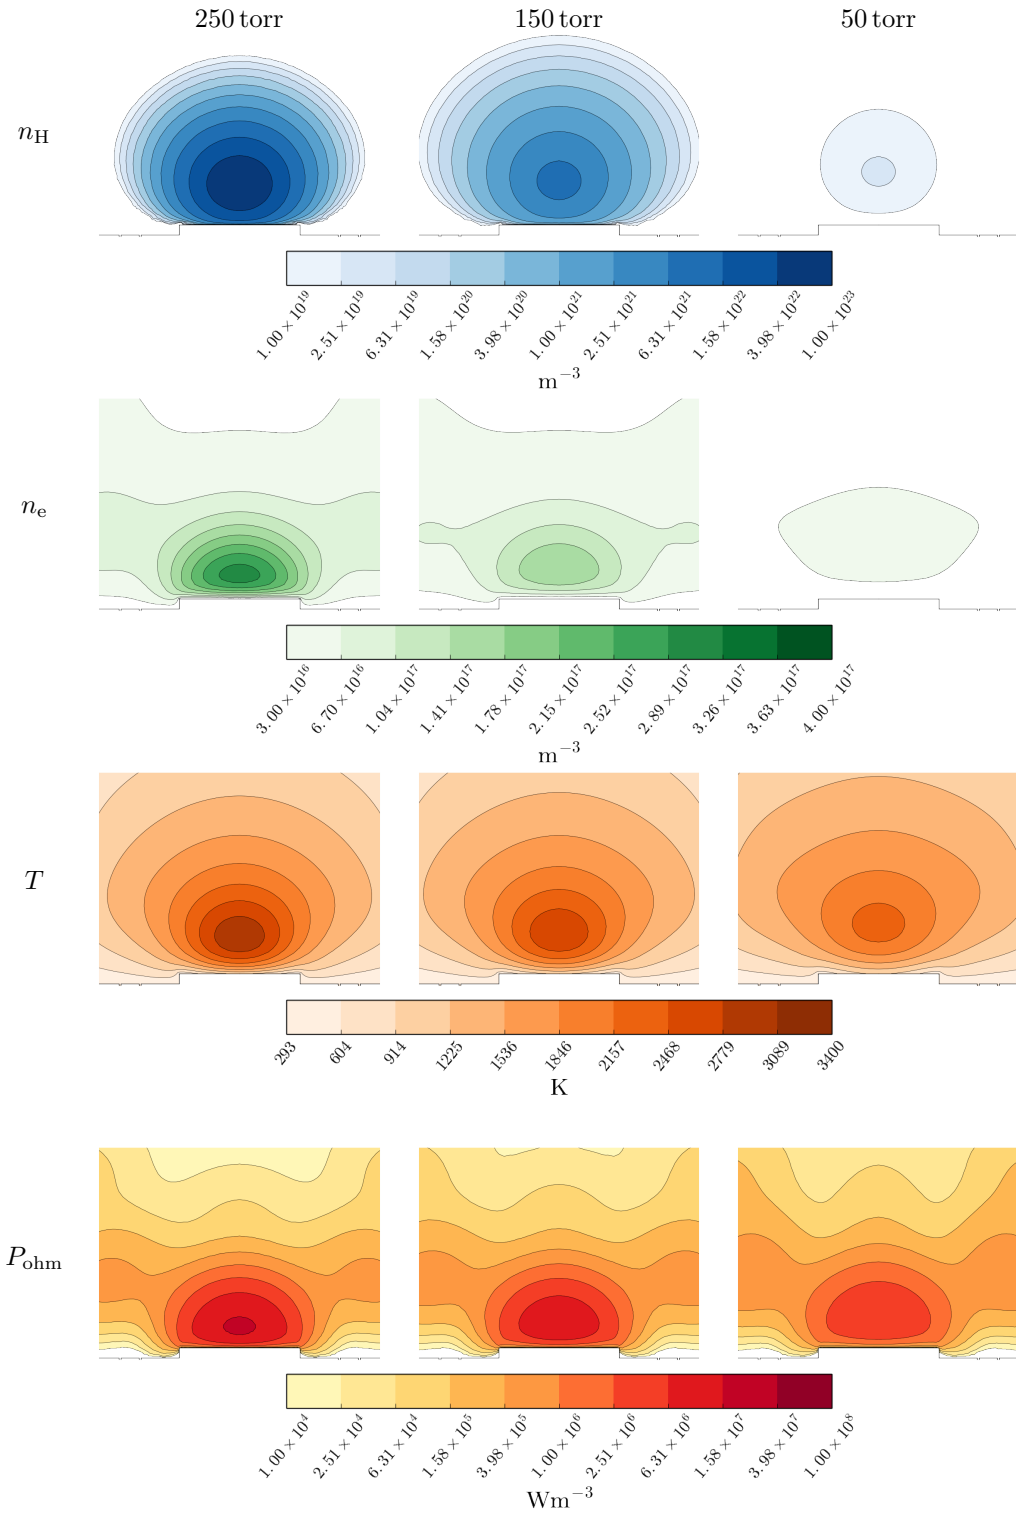 250 torr 150 torr 50 torr
n_H
1.00 × 10^19 2.51 × 10^19 6.31 × 10^19 1.58 × 10^20 3.98 × 10^20 1.00 × 10^21 2.51 × 10^21 6.31 × 10^21 1.58 × 10^22 3.98 × 10^22 1.00 × 10^23
m^−3
n_e
3.00 × 10^16 6.70 × 10^16 1.04 × 10^17 1.41 × 10^17 1.78 × 10^17 2.15 × 10^17 2.52 × 10^17 2.89 × 10^17 3.26 × 10^17 3.63 × 10^17 4.00 × 10^17
m^−3
T
293 604 914 1225 1536 1846 2157 2468 2779 3089 3400
K
P_ohm
1.00 × 10^4 2.51 × 10^4 6.31 × 10^4 1.58 × 10^5 3.98 × 10^5 1.00 × 10^6 2.51 × 10^6 6.31 × 10^6 1.58 × 10^7 3.98 × 10^7 1.00 × 10^8
Wm^−3